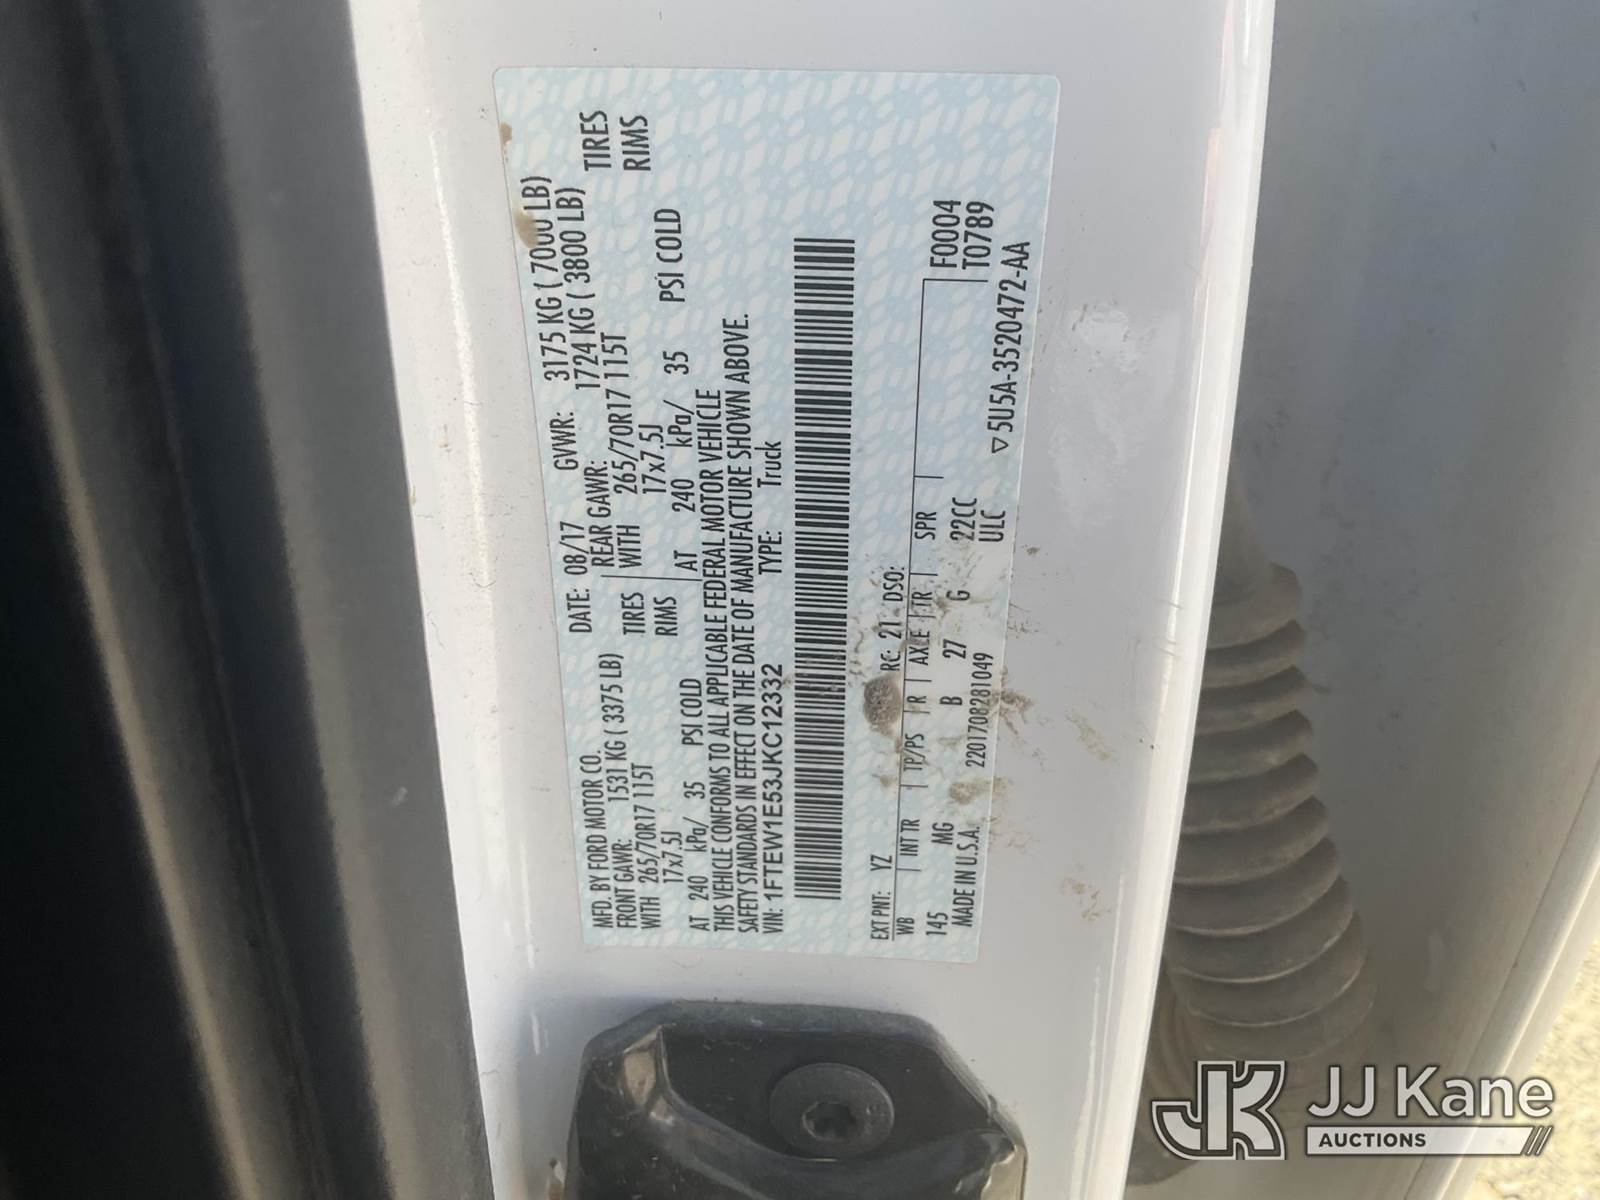 MFD. BY FORD MOTOR CO. DATE: 08/17 GVWR: 3175 KG ( 7000 LB)
FRONT GAWR: 1531 KG ( 3375 LB) REAR GAWR: 1724 KG ( 3800 LB)
WITH 265/70R17 115T TIRES WITH 265/70R17 115T TIRES
17x7.5J RIMS 17x7.5J RIMS
AT 240 kPa/ 35 PSI COLD AT 240 kPa/ 35 PSI COLD
THIS VEHICLE CONFORMS TO ALL APPLICABLE FEDERAL MOTOR VEHICLE
SAFETY STANDARDS IN EFFECT ON THE DATE OF MANUFACTURE SHOWN ABOVE.
VIN: 1FTEW1E53JKC12332 TYPE: Truck
EXT PNT: YZ RC: 21 DSO:
WB INT TR TP/PS R AXLE TR SPR F0004
145 MG B 27 G 22CC T0789
MADE IN U.S.A. 220170828104​9 ULC ▽5U5A-3520472-AA
JK JJ Kane
AUCTIONS